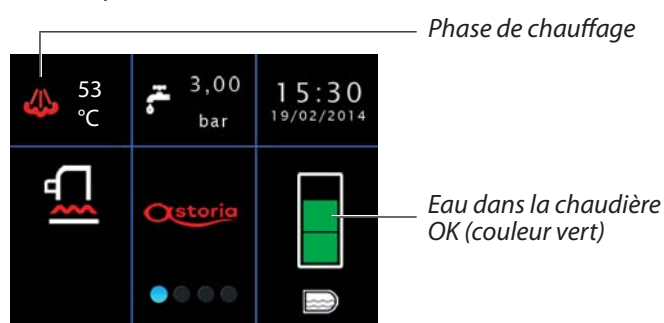 Phase de chauffage
53
°C
3,00
bar
15:30
19/02/2014
astoria
Eau dans la chaudière
OK (couleur vert)